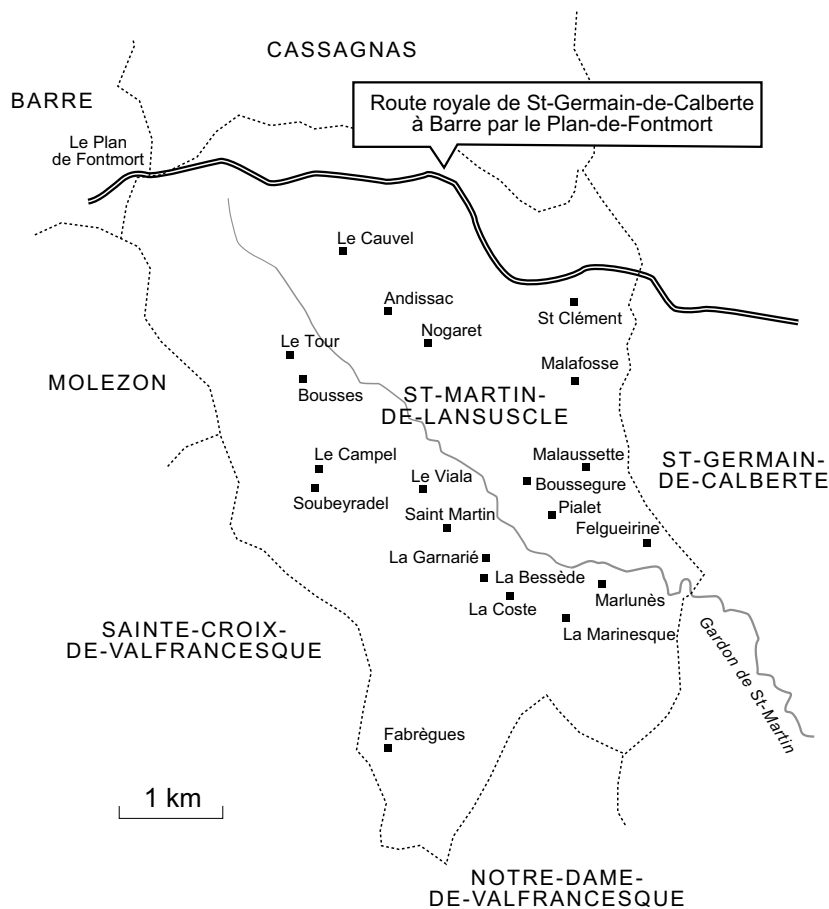 CASSAGNAS
BARRE
Route royale de St-Germain-de-Calberte
à Barre par le Plan-de-Fontmort
Le Plan
de Fontmort
Le Cauvel
Andissac
St Clément
Nogaret
Le Tour
Malafosse
MOLEZON
Bousses
ST-MARTIN-
DE-LANSUSCLE
Le Campel
Malaussette
ST-GERMAIN-
DE-CALBERTE
Le Viala
Boussegure
Soubeyradel
Saint Martin
Pialet
Felgueirine
La Garnarié
La Bessède
Marlunès
La Coste
SAINTE-CROIX-
DE-VALFRANCESQUE
La Marinesque
Gardon de St-Martin
Fabrègues
1 km
NOTRE-DAME-
DE-VALFRANCESQUE